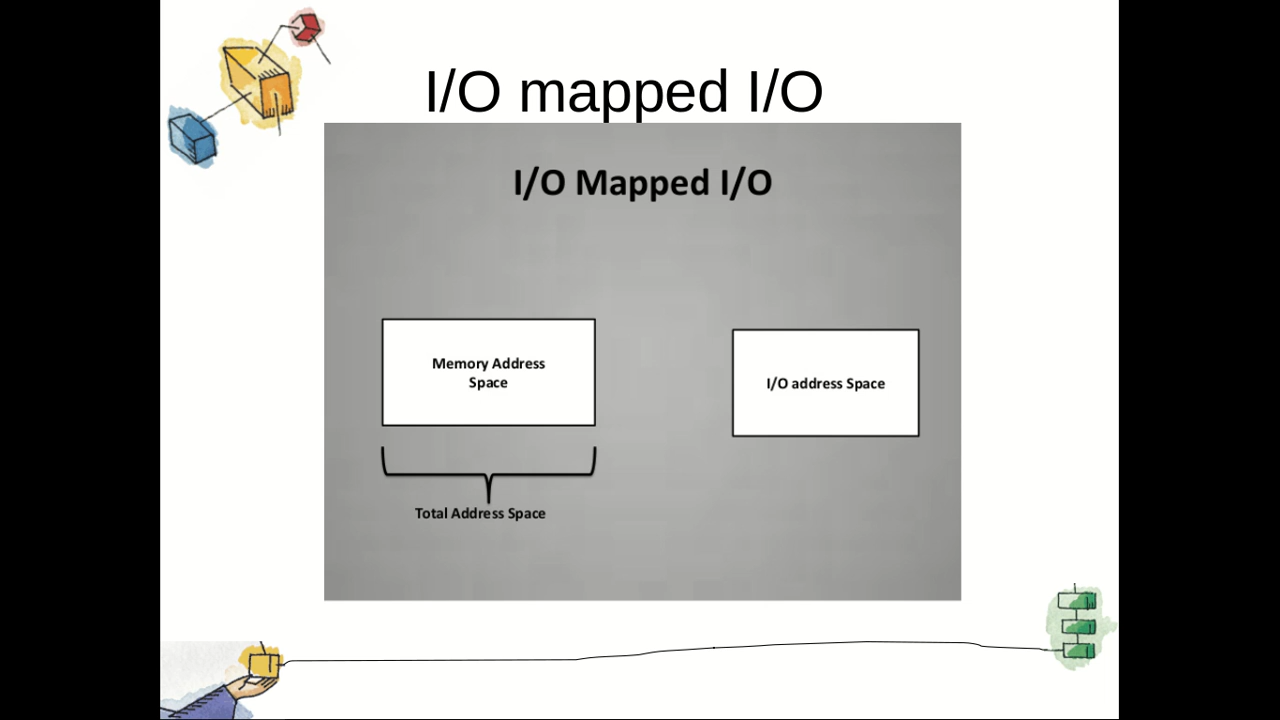 I/O mapped I/O
I/O Mapped I/O
Memory Address
Space
I/O address Space
Total Address Space